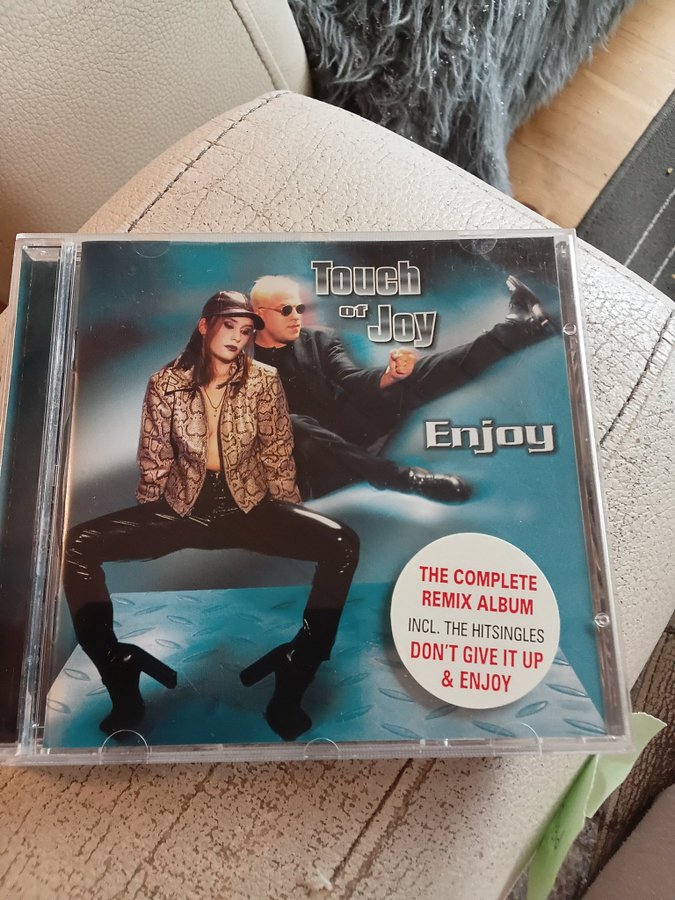 Touch
of Joy
Enjoy
THE COMPLETE
REMIX ALBUM
INCL. THE HITSINGLES
DON'T GIVE IT UP
& ENJOY